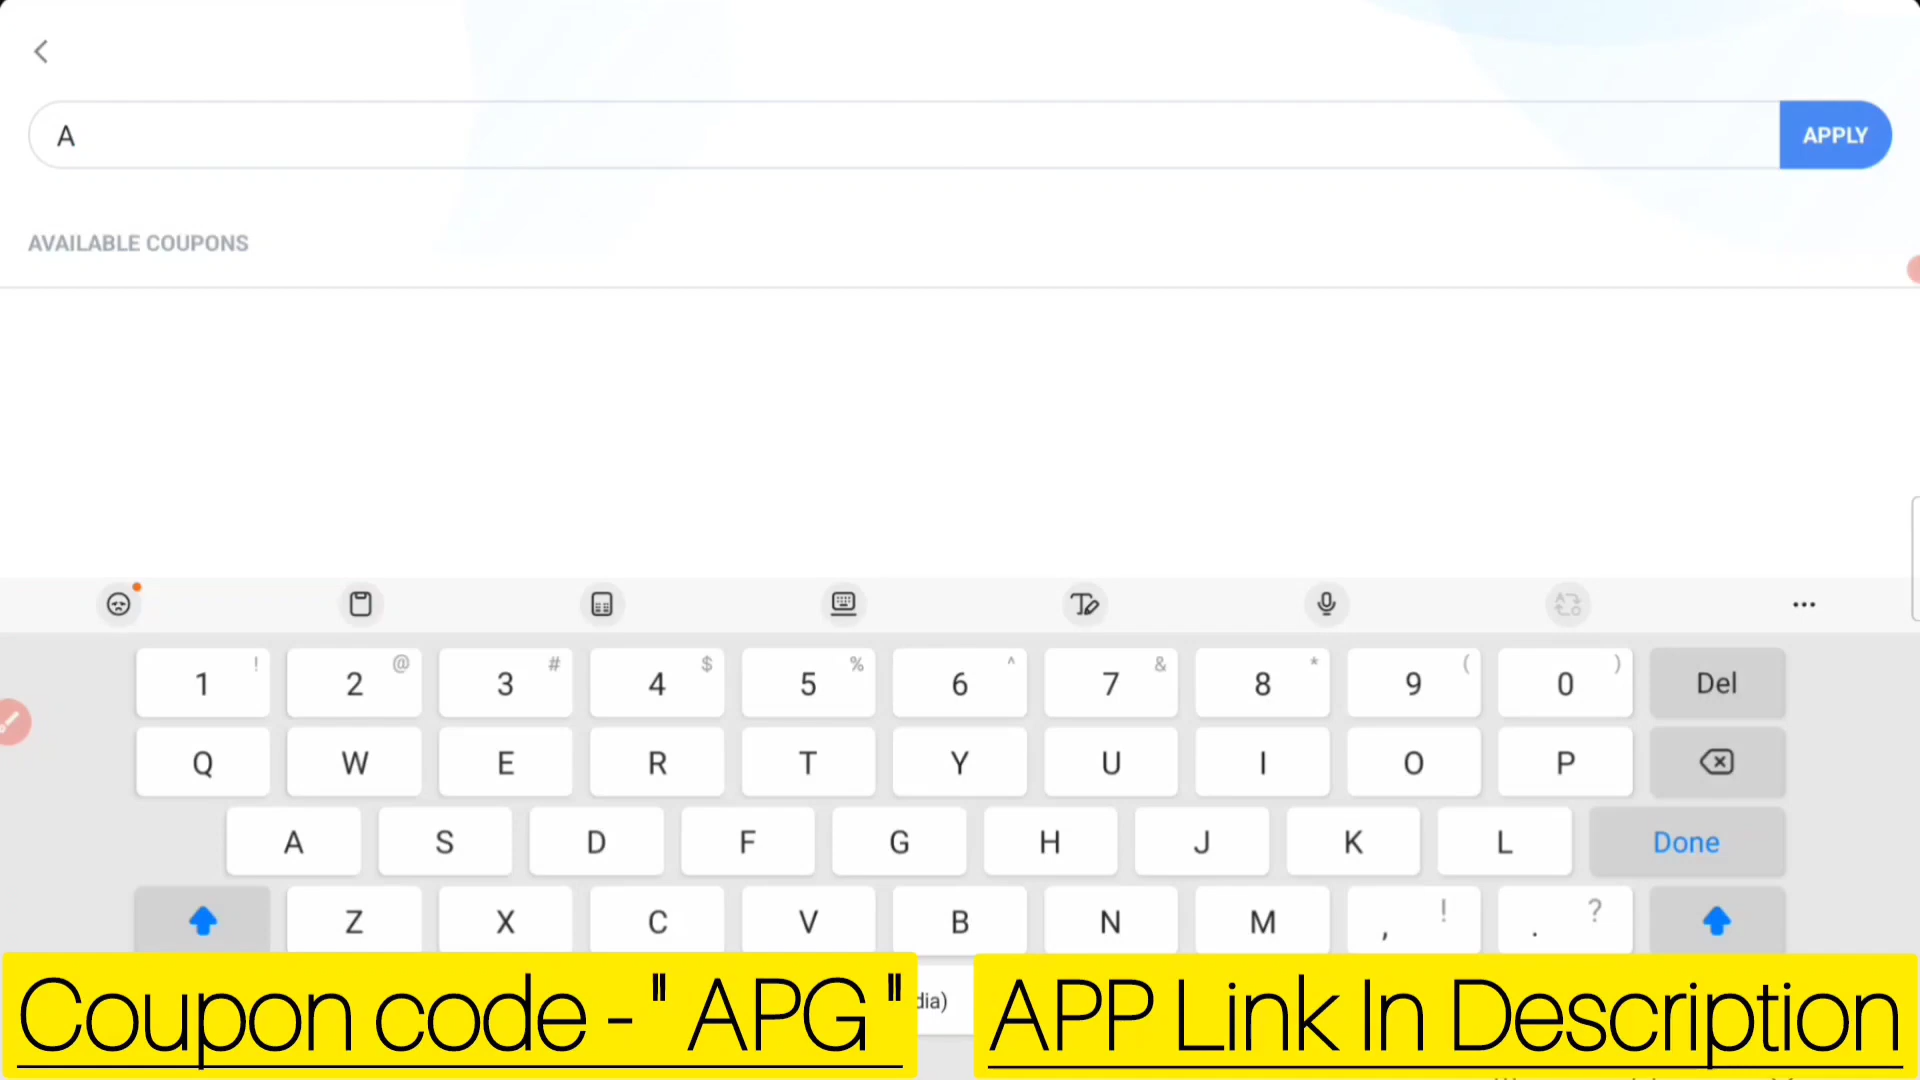 A
APPLY
AVAILABLE COUPONS
1 ! 2 @ 3 # 4 $ 5 % 6 ^ 7 & 8 * 9 ( 0 ) Del
Q W E R T Y U I O P
A S D F G H J K L Done
Z X C V B N M , ! . ?
Coupon code - " APG "
dia)
APP Link In Description